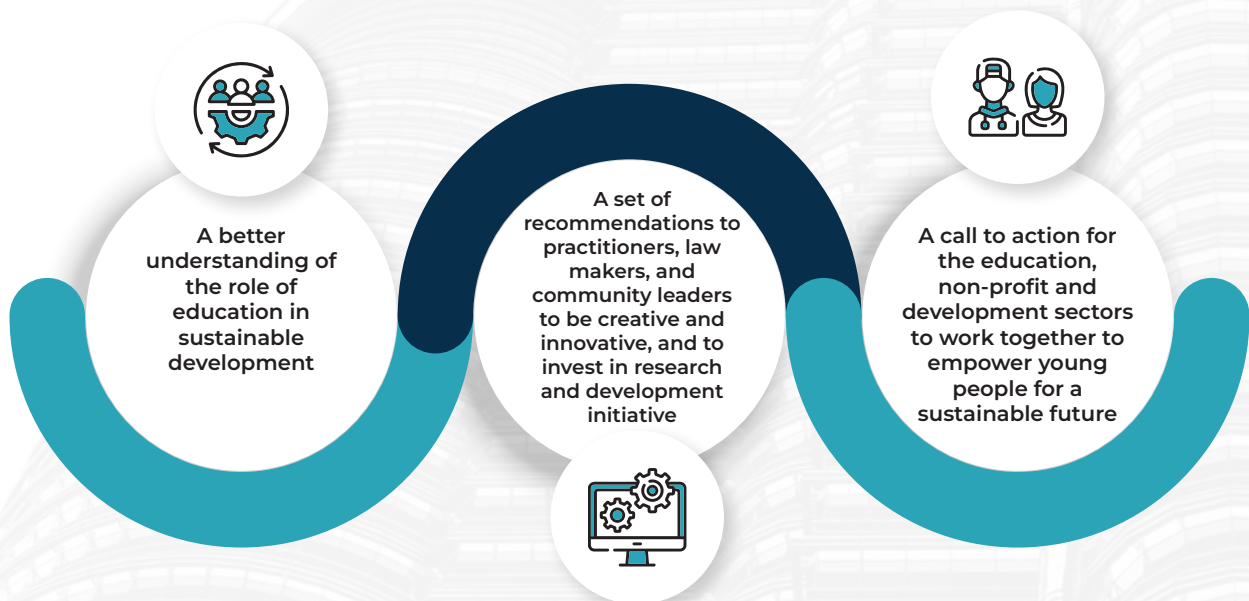 A better
understanding of
the role of
education in
sustainable
development
A set of
recommendations to
practitioners, law
makers, and
community leaders
to be creative and
innovative, and to
invest in research
and development
initiative
A call to action for
the education,
non-profit and
development sectors
to work together to
empower young
people for a
sustainable future